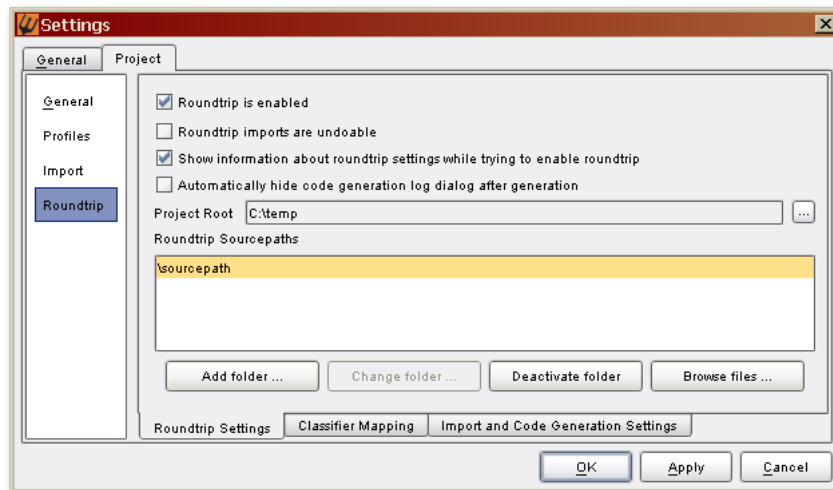 Settings
General Project
General
Profiles
Import
Roundtrip
Roundtrip is enabled
Roundtrip imports are undoable
Show information about roundtrip settings while trying to enable roundtrip
Automatically hide code generation log dialog after generation
Project Root C:\temp ...
Roundtrip Sourcepaths
\sourcepath
Add folder ... Change folder ... Deactivate folder Browse files ...
Roundtrip Settings Classifier Mapping Import and Code Generation Settings
OK Apply Cancel